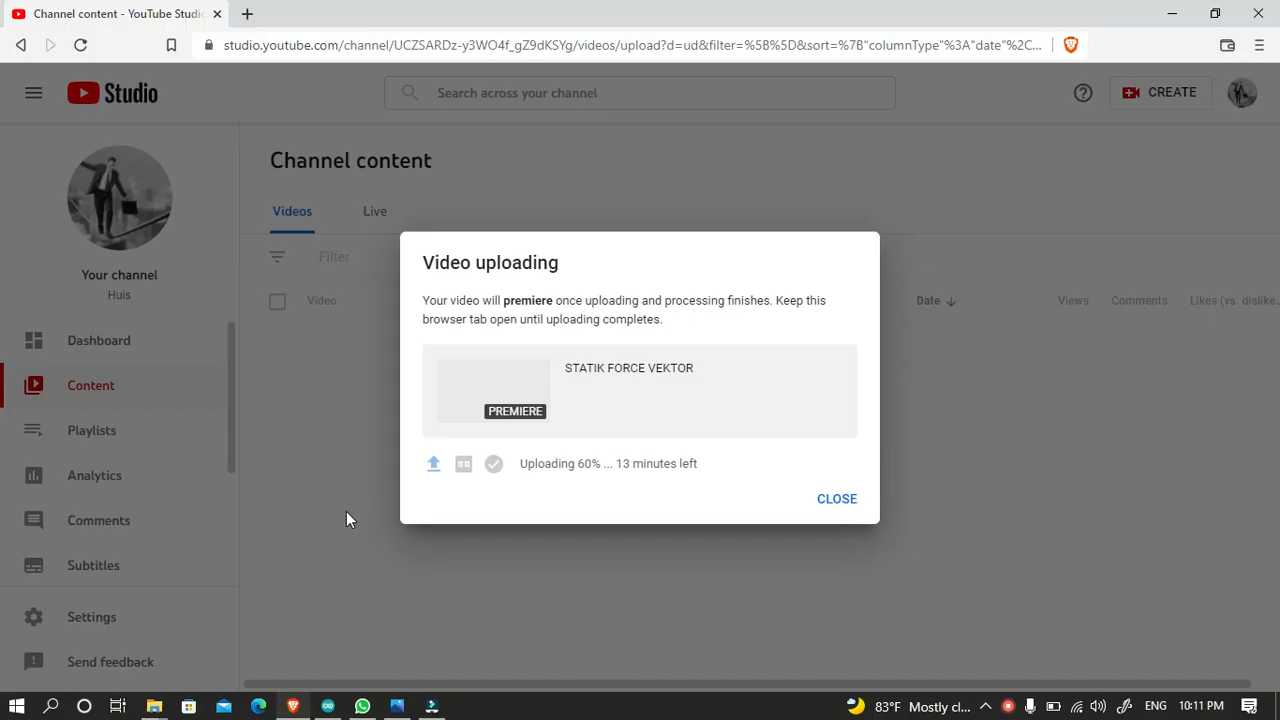 Channel content - YouTube Studi
studio.youtube.com/channel/UCZSARDz-y3WO4f_gZ9dKSYg/videos/upload?d=ud&filter=%5B%5D&sort=%7B"columnType"%3A"date"%2C...
Studio
Search across your channel
CREATE
Channel content
Videos
Live
Your channel
Huis
Filter
Video
Date
Views
Comments
Likes (vs. dislike...
Dashboard
Content
Playlists
Analytics
Comments
Subtitles
Settings
Send feedback
Video uploading
Your video will premiere once uploading and processing finishes. Keep this
browser tab open until uploading completes.
STATIK FORCE VEKTOR
PREMIERE
Uploading 60% ... 13 minutes left
CLOSE
83°F Mostly cl...
ENG
10:11 PM